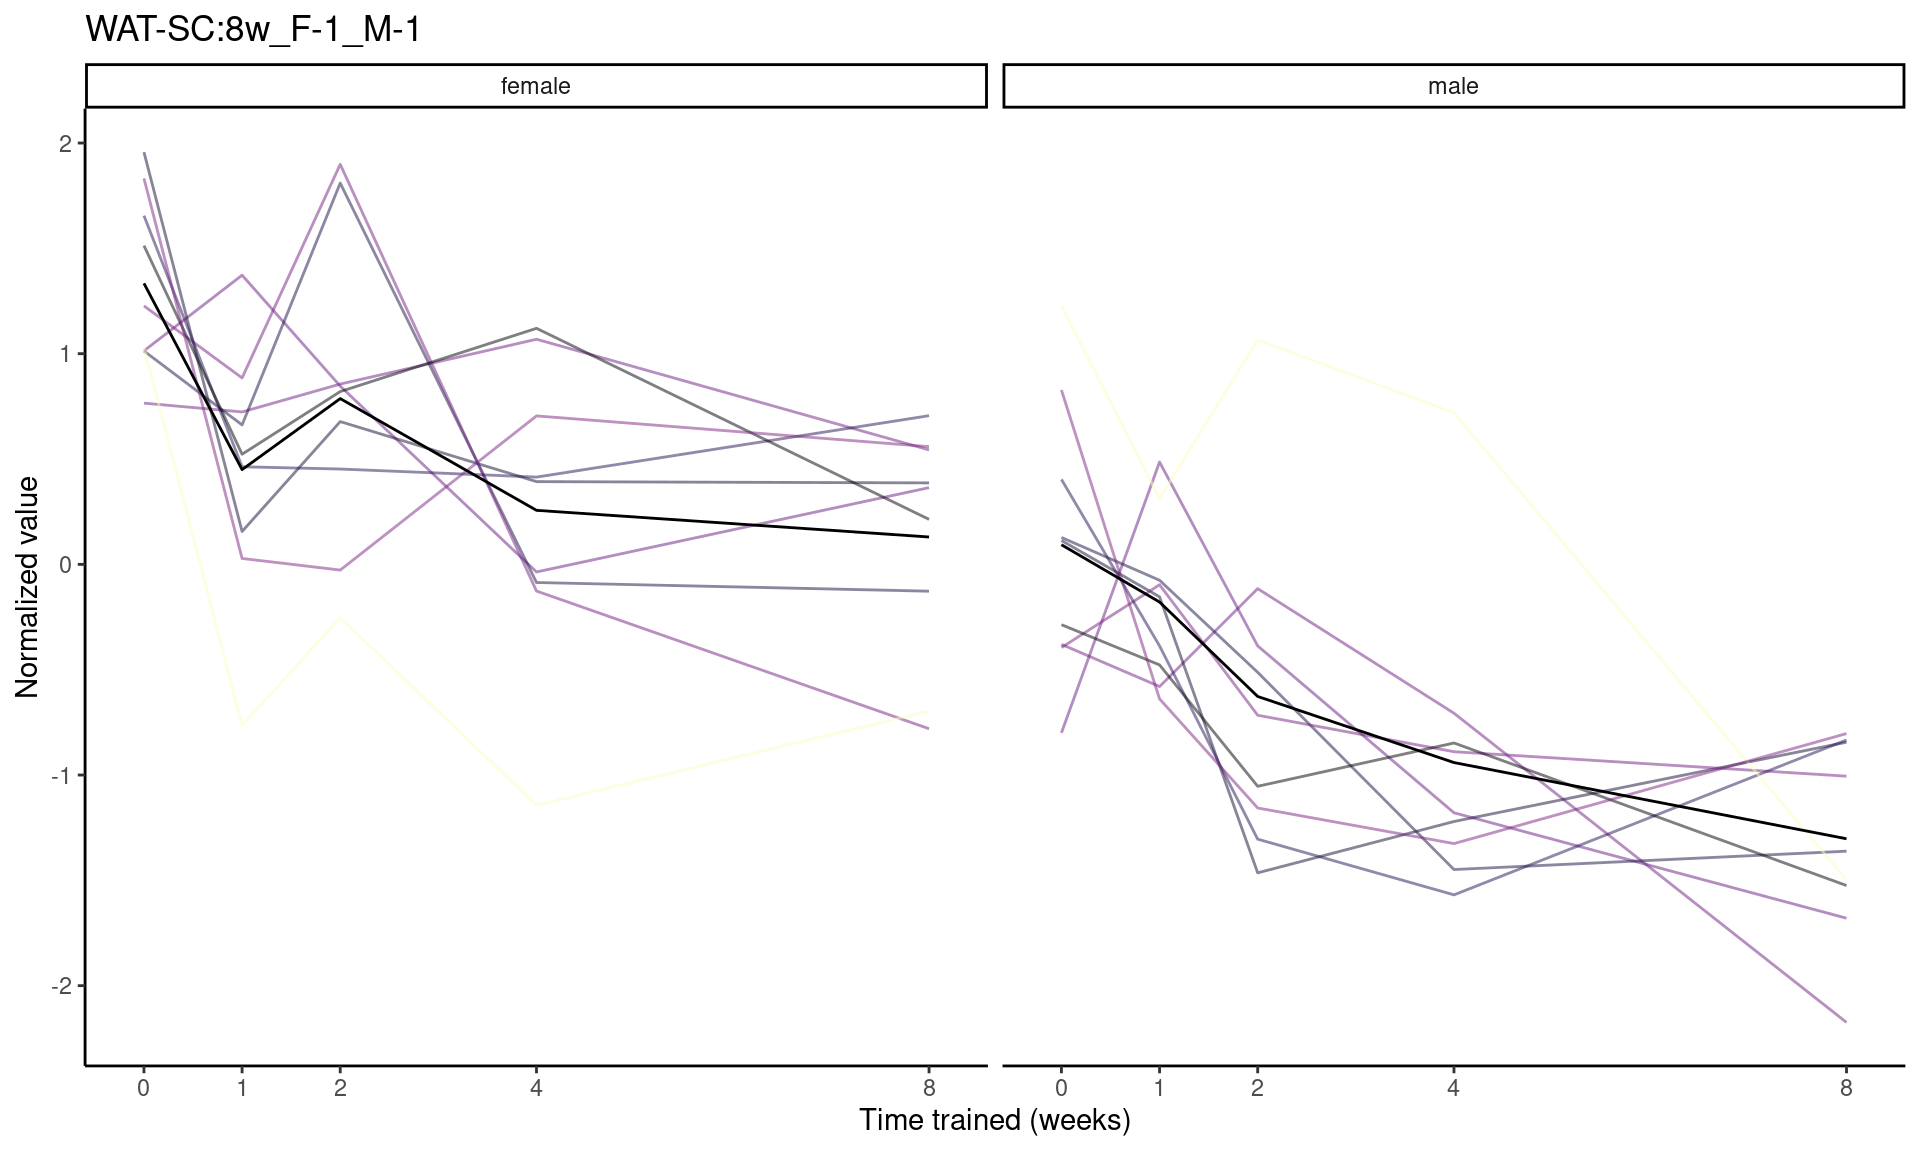 WAT-SC:8w_F-1_M-1
female
male
Normalized value
2
1
0
-1
-2
0 1 2 4 8
0 1 2 4 8
Time trained (weeks)